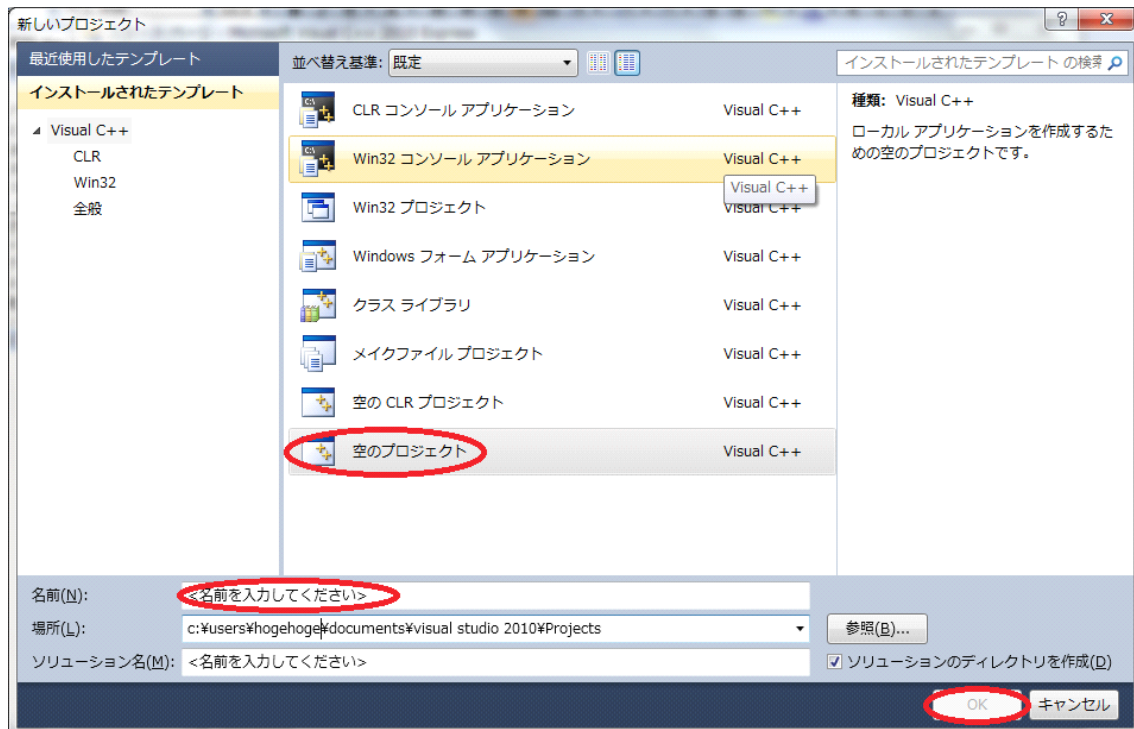 新しいプロジェクト
最近使用したテンプレート
インストールされたテンプレート
Visual C++
CLR
Win32
全般
並べ替え基準: 既定
CLR コンソール アプリケーション Visual C++
Win32 コンソール アプリケーション Visual C++
Visual C++
Win32 プロジェクト Visual C++
Windows フォーム アプリケーション Visual C++
クラス ライブラリ Visual C++
メイクファイル プロジェクト Visual C++
空の CLR プロジェクト Visual C++
空のプロジェクト Visual C++
インストールされたテンプレート の検索
種類: Visual C++
ローカル アプリケーションを作成するた
めの空のプロジェクトです。
名前(N): <名前を入力してください>
場所(L): c:¥users¥hogehoge¥documents¥visual studio 2010¥Projects 参照(B)...
ソリューション名(M): <名前を入力してください> ソリューションのディレクトリを作成(D)
OK キャンセル